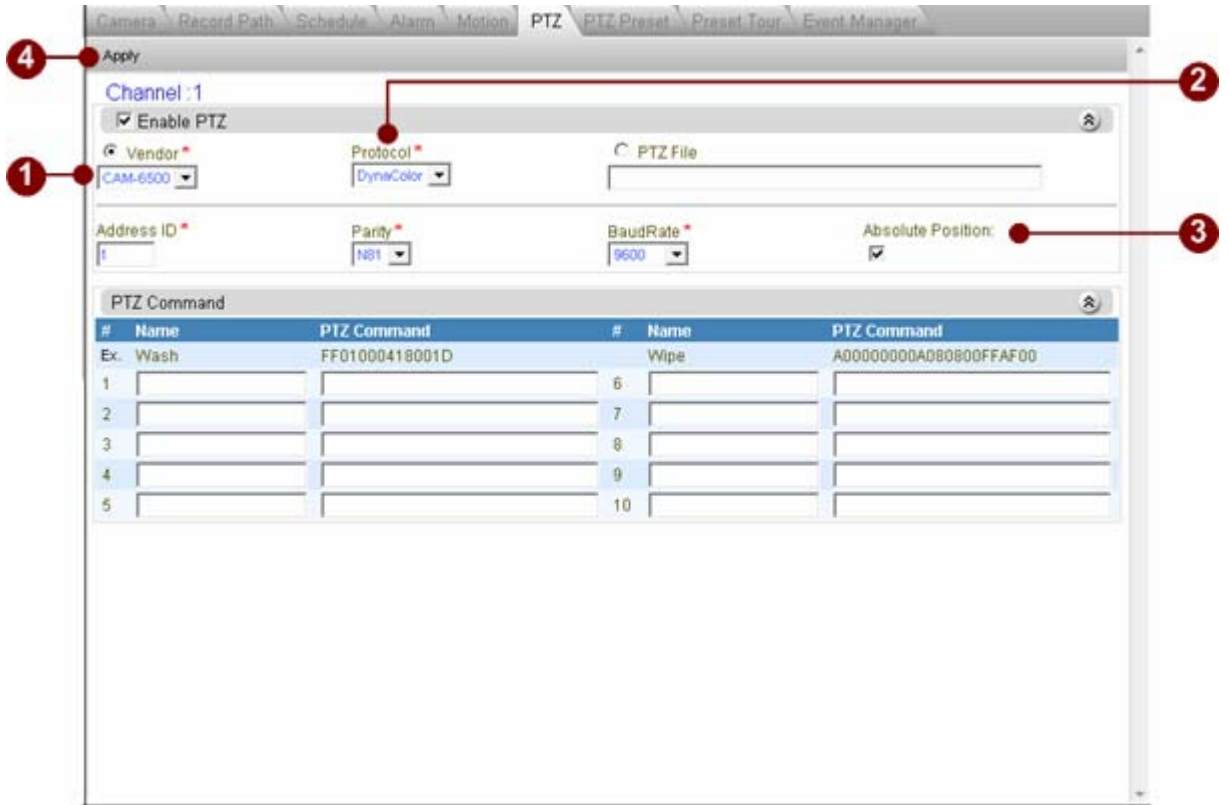 Camera Record Path Schedule Alarm Motion PTZ PTZ Preset Preset Tour Event Manager
4 Apply
2
Channel :1
Enable PTZ
Vendor* Protocol* PTZ File
1 CAM-6500 DynaColor
Address ID* Parity* BaudRate* Absolute Position: 3
1 N81 9600
PTZ Command
# Name PTZ Command # Name PTZ Command
Ex. Wash FF01000418001D Wipe A00000000A080800FFAF00
1 6
2 7
3 8
4 9
5 10